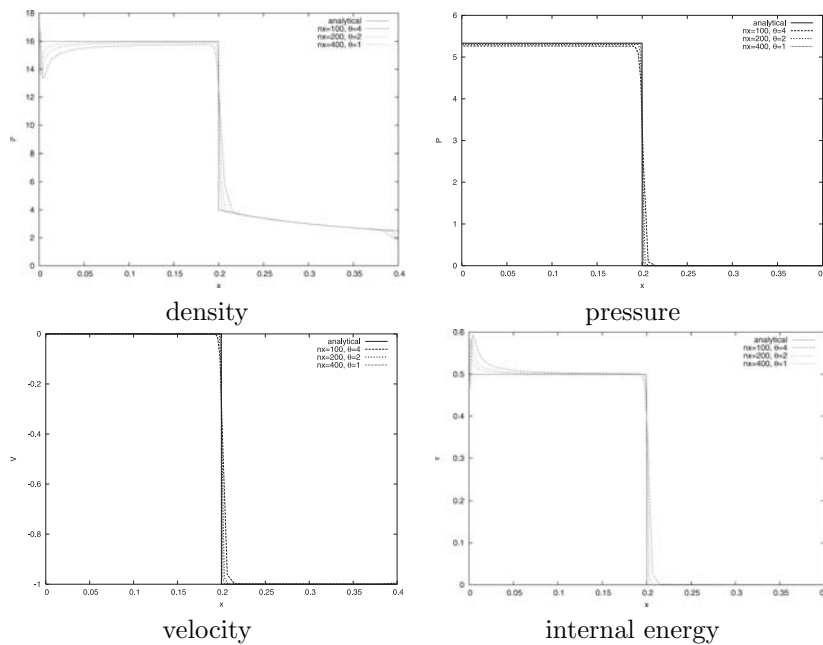 18
16
14
12
10
8
6
4
2
0
ρ
0
0.05
0.1
0.15
0.2
0.25
0.3
0.35
0.4
x
analytical
nx=100, θ=4
nx=200, θ=2
nx=400, θ=1
density
6
5
4
3
2
1
0
P
0
0.05
0.1
0.15
0.2
0.25
0.3
0.35
0.4
x
analytical
nx=100, θ=4
nx=200, θ=2
nx=400, θ=1
pressure
0
-0.2
-0.4
-0.6
-0.8
-1
V
0
0.05
0.1
0.15
0.2
0.25
0.3
0.35
0.4
x
analytical
nx=100, θ=4
nx=200, θ=2
nx=400, θ=1
velocity
0.6
0.5
0.4
0.3
0.2
0.1
0
ε
0
0.05
0.1
0.15
0.2
0.25
0.3
0.35
x
analytical
nx=100, θ=4
nx=200, θ=2
nx=400, θ=1
internal energy